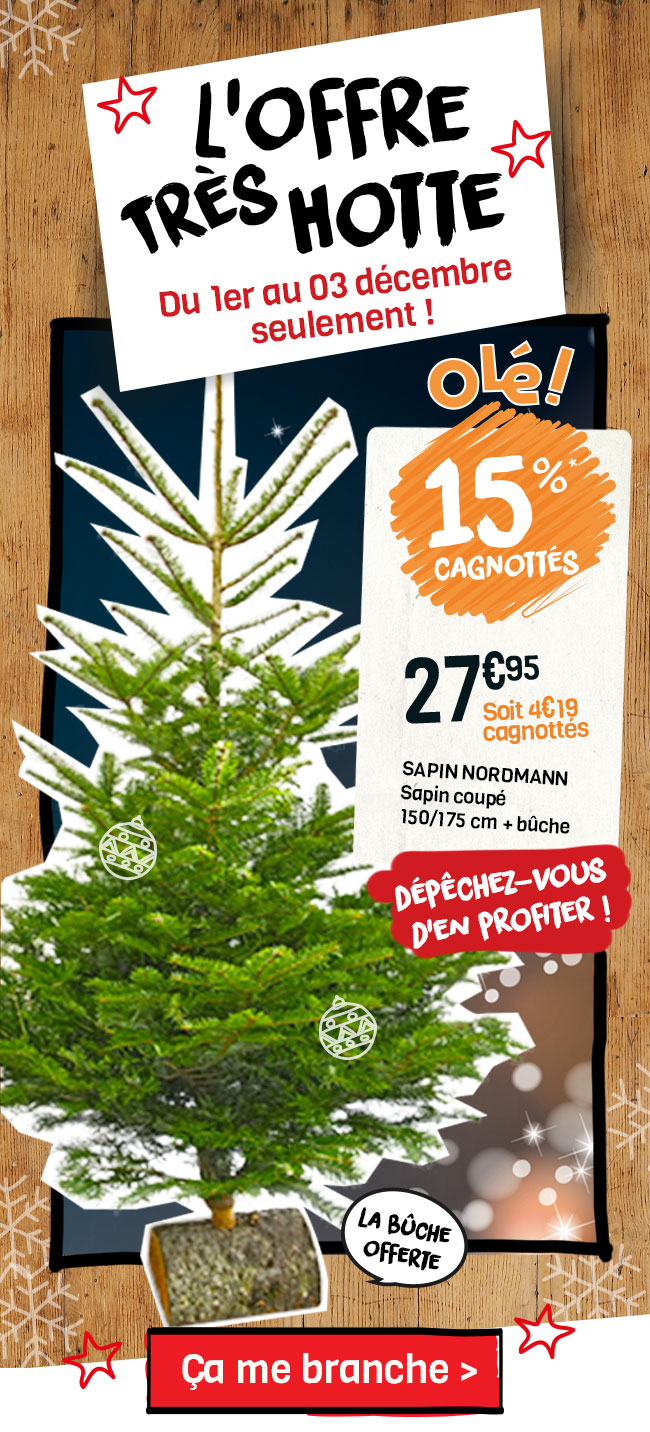 L'OFFRE
TRÈS HOTTE
Du 1er au 03 décembre
seulement !
Olé!
15%*
CAGNOTTÉS
27€95
Soit 4€19
cagnottés
SAPIN NORDMANN
Sapin coupé
150/175 cm + bûche
DÉPÊCHEZ-VOUS
D'EN PROFITER !
LA BÛCHE
OFFERTE
Ça me branche >